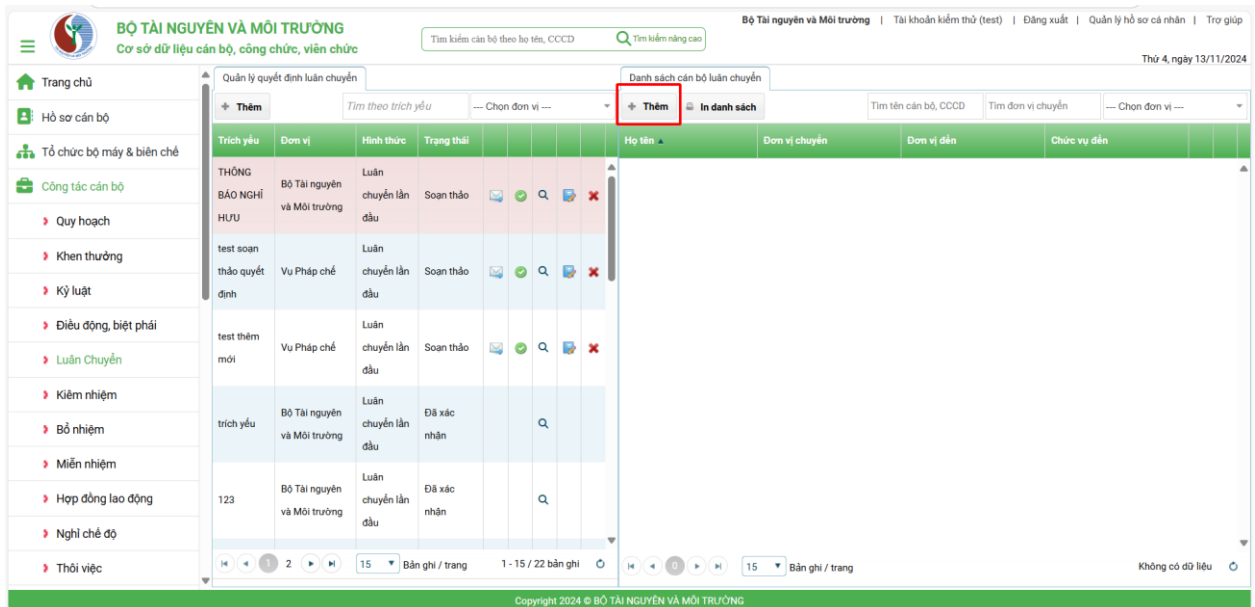 BỘ TÀI NGUYÊN VÀ MÔI TRƯỜNG
Cơ sở dữ liệu cán bộ, công chức, viên chức
Tìm kiếm cán bộ theo họ tên, CCCD
Tìm kiếm nâng cao
Bộ Tài nguyên và Môi trường | Tài khoản kiểm thử (test) | Đăng xuất | Quản lý hồ sơ cá nhân | Trợ giúp
Thứ 4, ngày 13/11/2024
Trang chủ
Hồ sơ cán bộ
Tổ chức bộ máy & biên chế
Công tác cán bộ
Quy hoạch
Khen thưởng
Kỷ luật
Điều động, biệt phái
Luân Chuyển
Kiêm nhiệm
Bổ nhiệm
Miễn nhiệm
Hợp đồng lao động
Nghỉ chế độ
Thôi việc
Quản lý quyết định luân chuyển
Thêm
Tìm theo trích yếu
--- Chọn đơn vị ---
Trích yếu Đơn vị Hình thức Trạng thái
THÔNG BÁO NGHỈ HƯU Bộ Tài nguyên và Môi trường Luân chuyển lần đầu Soạn thảo
test soạn thảo quyết định Vụ Pháp chế Luân chuyển lần đầu Soạn thảo
test thêm mới Vụ Pháp chế Luân chuyển lần đầu Soạn thảo
trích yếu Bộ Tài nguyên và Môi trường Luân chuyển lần đầu Đã xác nhận
123 Bộ Tài nguyên và Môi trường Luân chuyển lần đầu Đã xác nhận
1 2 15 Bản ghi / trang 1 - 15 / 22 bản ghi
Danh sách cán bộ luân chuyển
Thêm In danh sách
Tìm tên cán bộ, CCCD
Tìm đơn vị chuyển
--- Chọn đơn vị ---
Họ tên Đơn vị chuyển Đơn vị đến Chức vụ đến
0 15 Bản ghi / trang Không có dữ liệu
Copyright 2024 © BỘ TÀI NGUYÊN VÀ MÔI TRƯỜNG